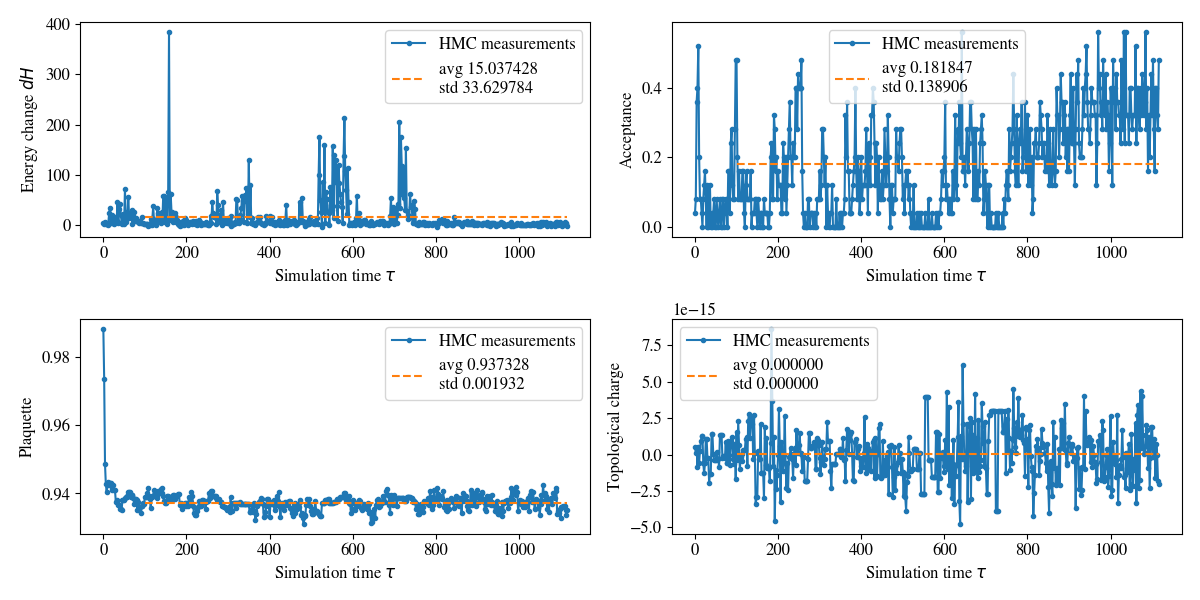 400
300
200
100
0
Energy change dH
HMC measurements
avg 15.037428
std 33.629784
0 200 400 600 800 1000
Simulation time τ
0.4
0.2
0.0
Acceptance
HMC measurements
avg 0.181847
std 0.138906
0 200 400 600 800 1000
Simulation time τ
0.98
0.96
0.94
Plaquette
HMC measurements
avg 0.937328
std 0.001932
0 200 400 600 800 1000
Simulation time τ
1e−15
7.5
5.0
2.5
0.0
−2.5
−5.0
Topological charge
HMC measurements
avg 0.000000
std 0.000000
0 200 400 600 800 1000
Simulation time τ